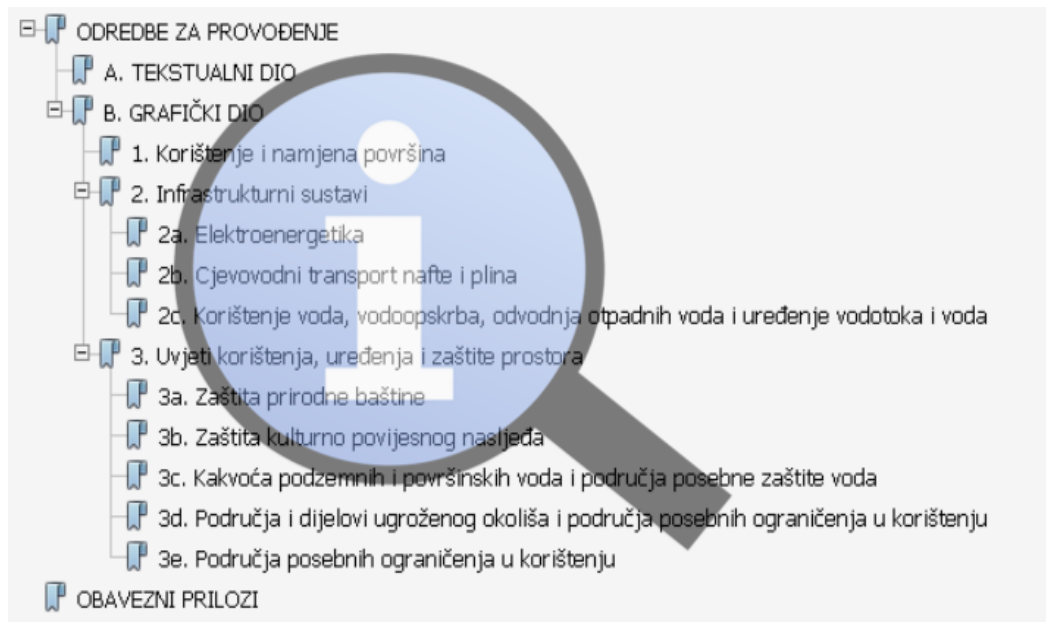 ODREDBE ZA PROVOĐENJE
A. TEKSTUALNI DIO
B. GRAFIČKI DIO
1. Korištenje i namjena površina
2. Infrastrukturni sustavi
2a. Elektroenergetika
2b. Cjevovodni transport nafte i plina
2c. Korištenje voda, vodoopskrba, odvodnja otpadnih voda i uređenje vodotoka i voda
3. Uvjeti korištenja, uređenja i zaštite prostora
3a. Zaštita prirodne baštine
3b. Zaštita kulturno povijesnog nasljeđa
3c. Kakvoća podzemnih i površinskih voda i područja posebne zaštite voda
3d. Područja i dijelovi ugroženog okoliša i područja posebnih ograničenja u korištenju
3e. Područja posebnih ograničenja u korištenju
OBAVEZNI PRILOZI